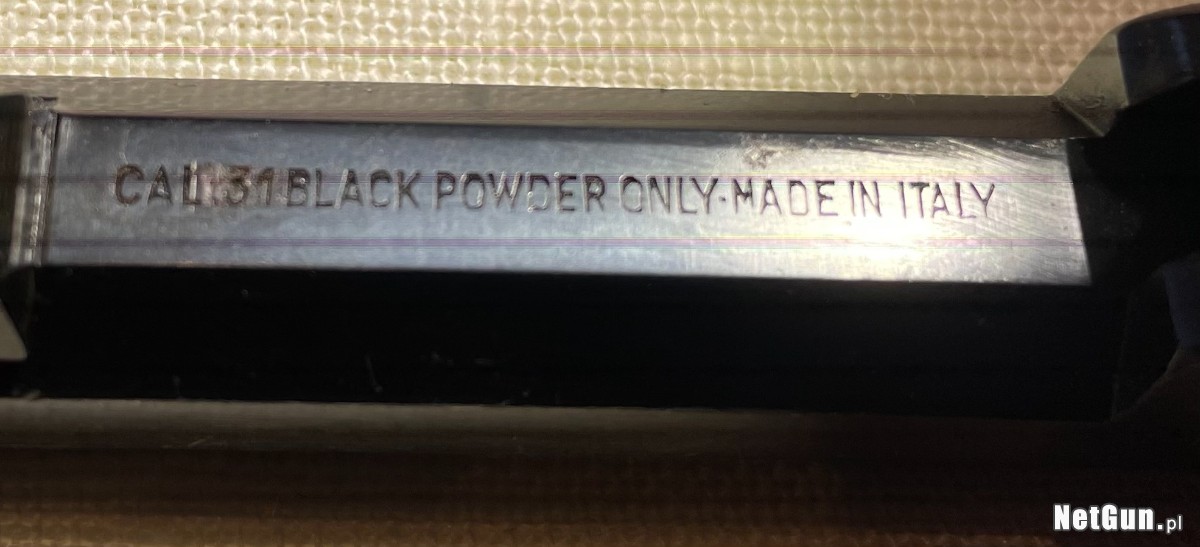 CAL.31 BLACK POWDER ONLY·MADE IN ITALY
NetGun.pl